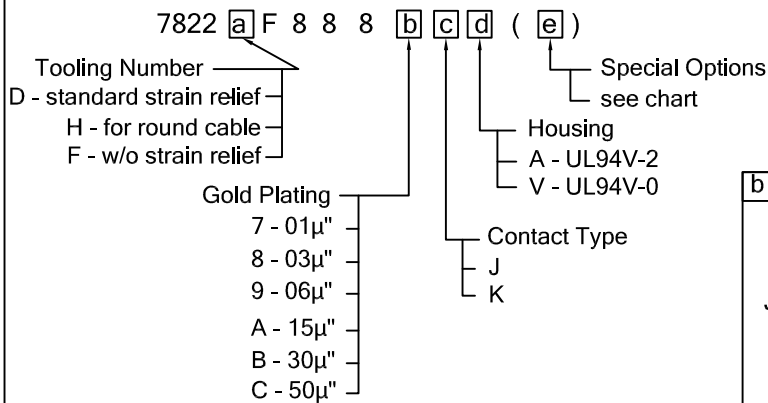 7822 a F 8 8 8 b c d ( e )
Tooling Number
D - standard strain relief
H - for round cable
F - w/o strain relief
Gold Plating
7 - 01µ"
8 - 03µ"
9 - 06µ"
A - 15µ"
B - 30µ"
C - 50µ"
Contact Type
J
K
Housing
A - UL94V-2
V - UL94V-0
Special Options
see chart
b